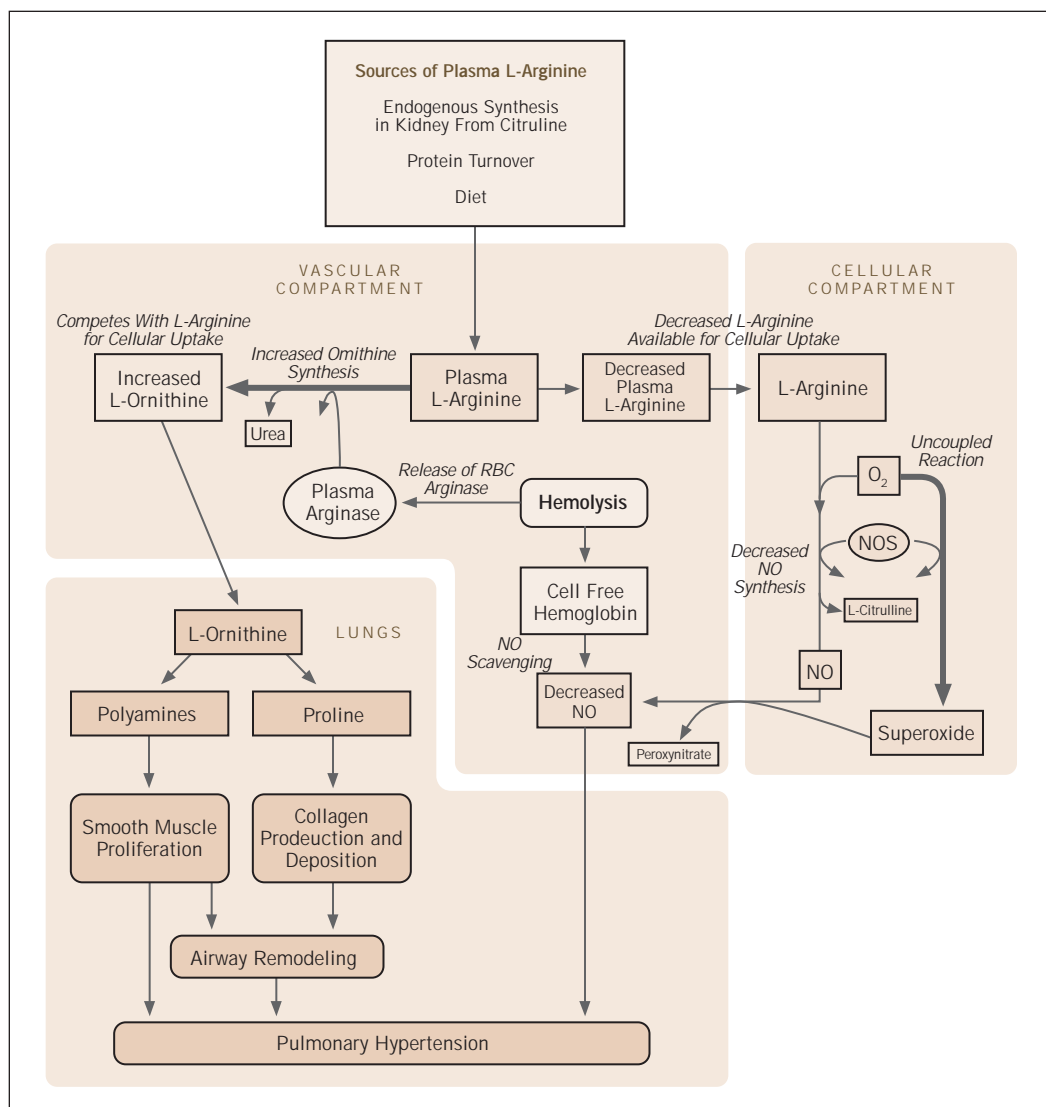 Sources of Plasma L-Arginine
Endogenous Synthesis
in Kidney From Citruline
Protein Turnover
Diet
VASCULAR
COMPARTMENT
CELLULAR
COMPARTMENT
Competes With L-Arginine
for Cellular Uptake
Decreased L-Arginine
Available for Cellular Uptake
Increased Omithine
Synthesis
Increased
L-Ornithine
Plasma
L-Arginine
Decreased
Plasma
L-Arginine
L-Arginine
Urea
Uncoupled
Reaction
Release of RBC
Arginase
O2
Plasma
Arginase
Hemolysis
NOS
Decreased
NO
Synthesis
Cell Free
Hemoglobin
L-Citrulline
L-Ornithine
LUNGS
NO
Scavenging
NO
Polyamines
Proline
Decreased
NO
Superoxide
Peroxynitrate
Smooth Muscle
Proliferation
Collagen
Prodeuction and
Deposition
Airway Remodeling
Pulmonary Hypertension